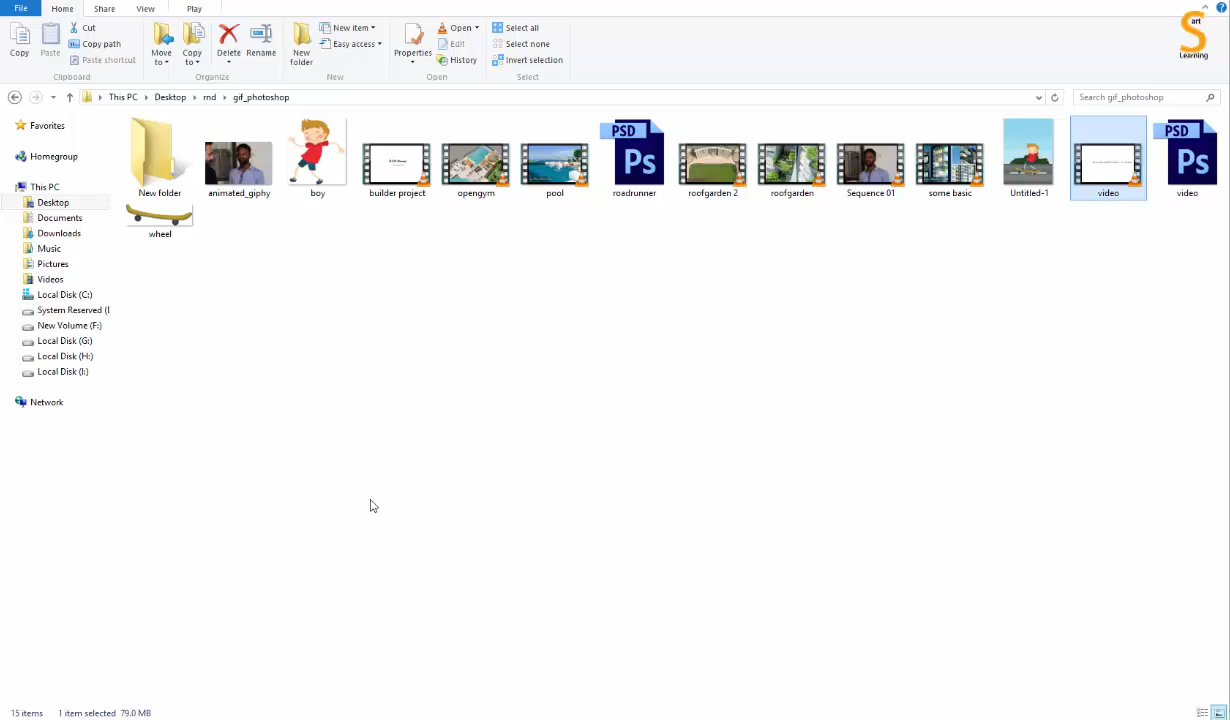 File Home Share View Play
Copy
Paste
Cut
Copy path
Paste shortcut
Clipboard
Move to
Copy to
Delete
Rename
Organize
New folder
New item
Easy access
New
Properties
Open
Edit
History
Open
Select all
Select none
Invert selection
Select
art
S
Learning
This PC Desktop rnd gif_photoshop
Search gif_photoshop
Favorites
Homegroup
This PC
Desktop
Documents
Downloads
Music
Pictures
Videos
Local Disk (C:)
System Reserved (I
New Volume (F:)
Local Disk (G:)
Local Disk (H:)
Local Disk (I:)
Network
PSD
Ps
PSD
Ps
New folder animated_giphy boy builder project opengym pool roadrunner roofgarden 2 roofgarden Sequence 01 some basic Untitled-1 video video
wheel
15 items 1 item selected 79.0 MB